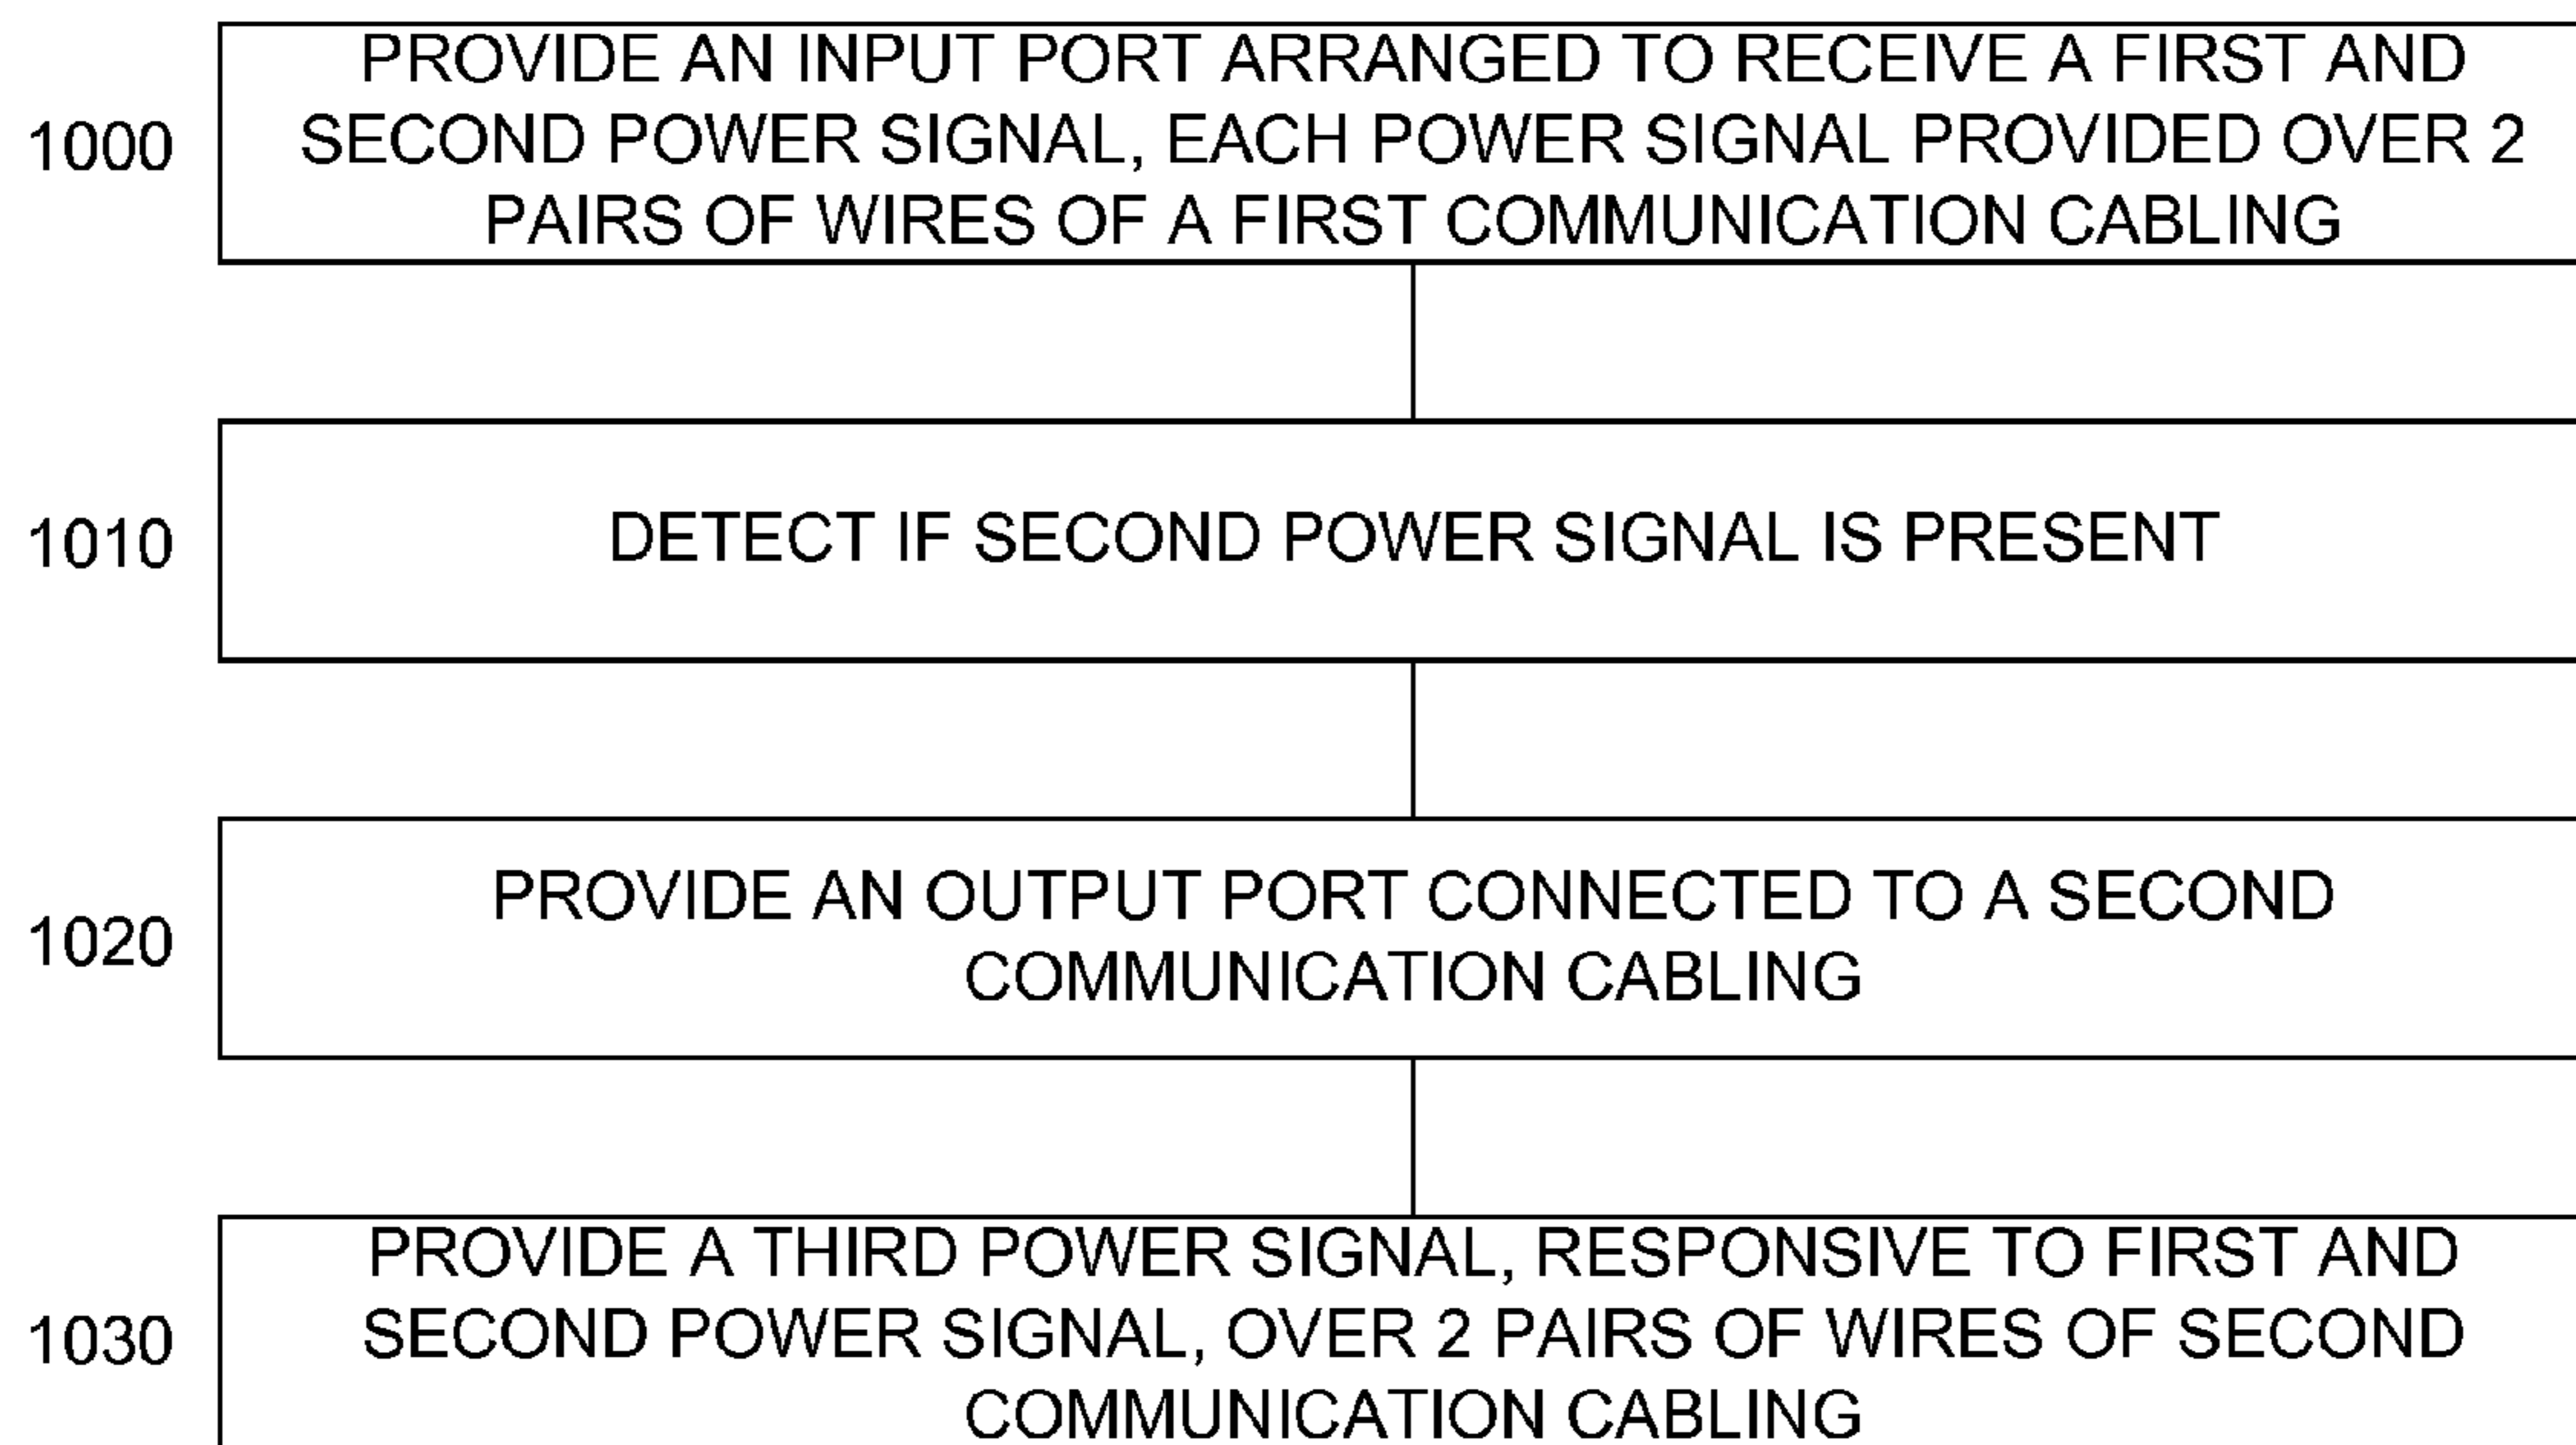 PROVIDE AN INPUT PORT ARRANGED TO RECEIVE A FIRST AND
1000
SECOND POWER SIGNAL, EACH POWER SIGNAL PROVIDED OVER 2
PAIRS OF WIRES OF A FIRST COMMUNICATION CABLING
1010
DETECT IF SECOND POWER SIGNAL IS PRESENT
PROVIDE AN OUTPUT PORT CONNECTED TO A SECOND
1020
COMMUNICATION CABLING
PROVIDE A THIRD POWER SIGNAL, RESPONSIVE TO FIRST AND
1030
SECOND POWER SIGNAL, OVER 2 PAIRS OF WIRES OF SECOND
COMMUNICATION CABLING